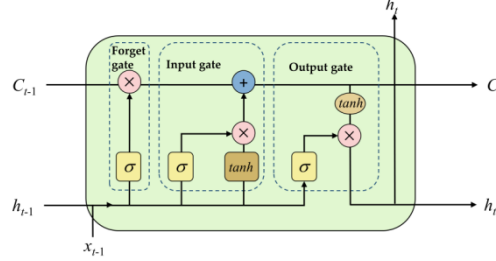 h_t
Forget gate
Input gate
Output gate
C_{t-1}
×
+
C
tanh
×
×
σ
σ
tanh
σ
h_{t-1}
h_t
x_{t-1}